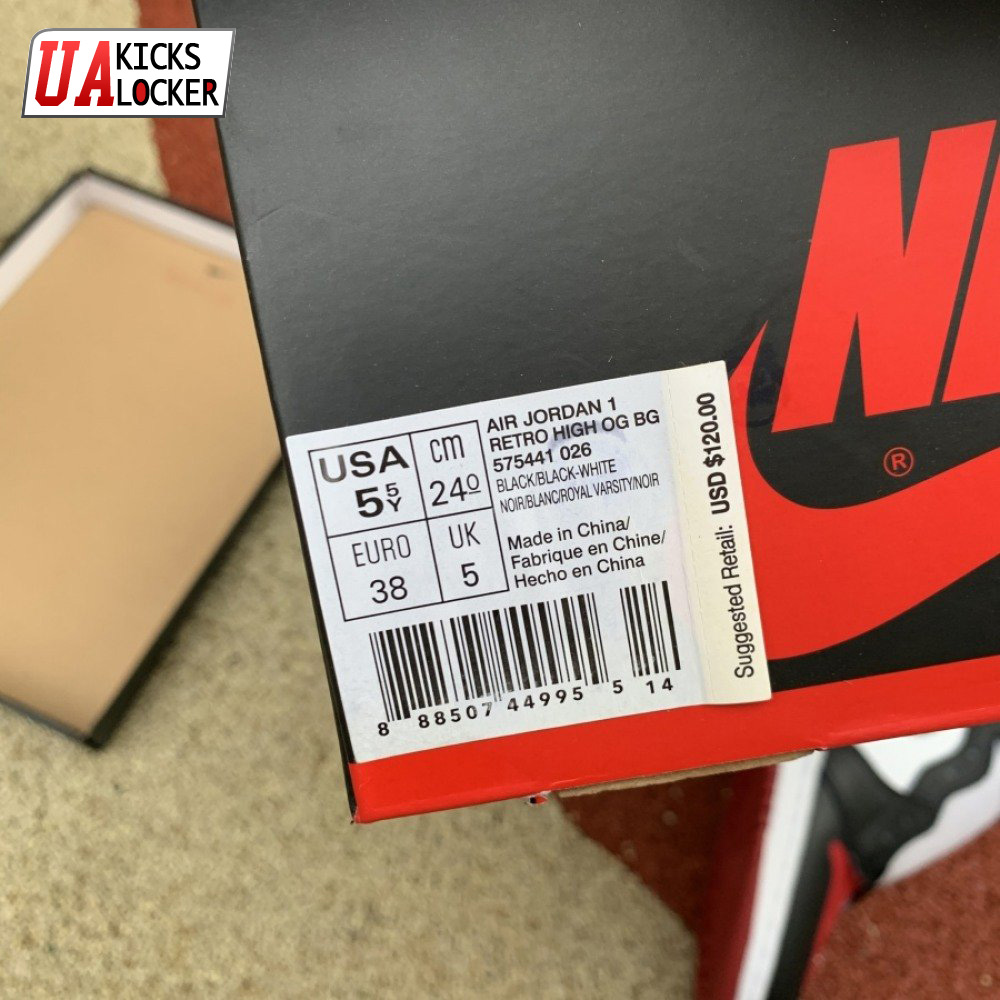 UA KICKS
LOCKER
USA
5 5
Y
cm
24 0
EURO
38
UK
5
AIR JORDAN 1
RETRO HIGH OG BG
575441 026
BLACK/BLACK-WHITE
NOIR/BLANC/ROYAL VARSITY/NOIR
Made in China/
Fabrique en Chine/
Hecho en China
8 88507 44995 5 14
Suggested Retail: USD $120.00
®